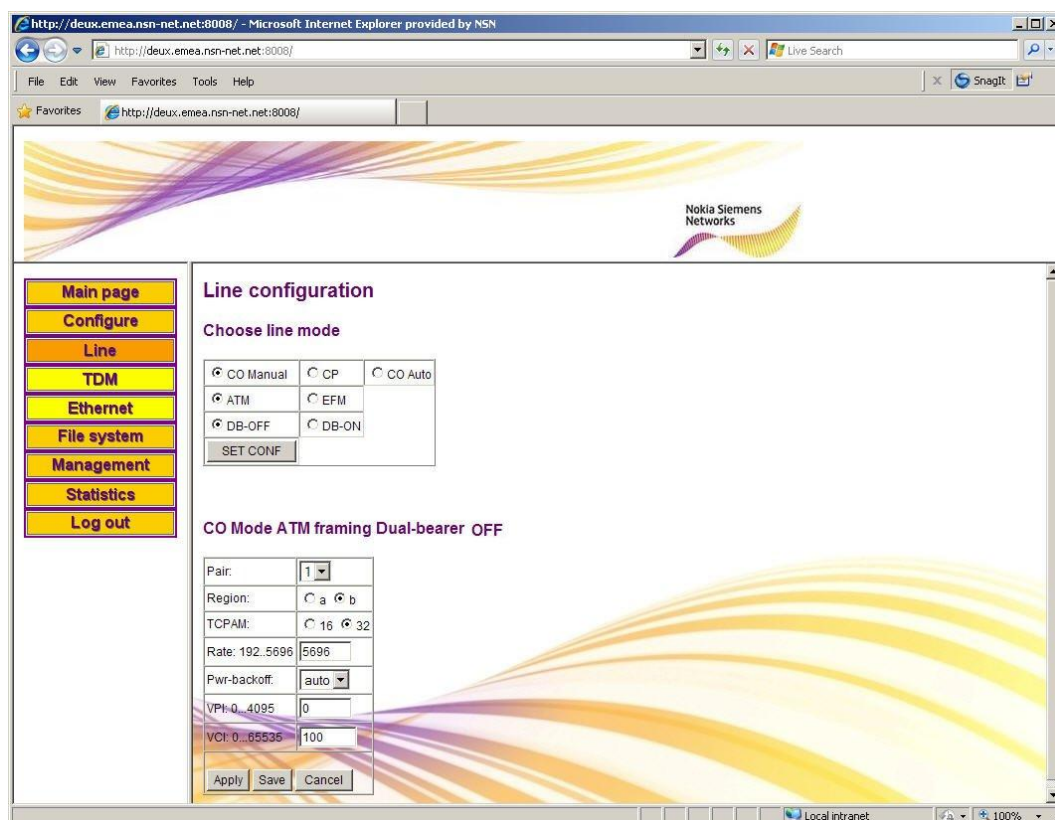 http://deux.emea.nsn-net.net:8008/ - Microsoft Internet Explorer provided by NSN
http://deux.emea.nsn-net.net:8008/
Live Search
File Edit View Favorites Tools Help
SnagIt
Favorites
http://deux.emea.nsn-net.net:8008/
Nokia Siemens
Networks
Main page
Configure
Line
TDM
Ethernet
File system
Management
Statistics
Log out
Line configuration
Choose line mode
CO Manual CP CO Auto
ATM EFM
DB-OFF DB-ON
SET CONF
CO Mode ATM framing Dual-bearer OFF
Pair: 1
Region: a b
TCPAM: 16 32
Rate: 192..5696 5696
Pwr-backoff: auto
VPI: 0...4095 0
VCI: 0...65535 100
Apply Save Cancel
Local intranet
100%